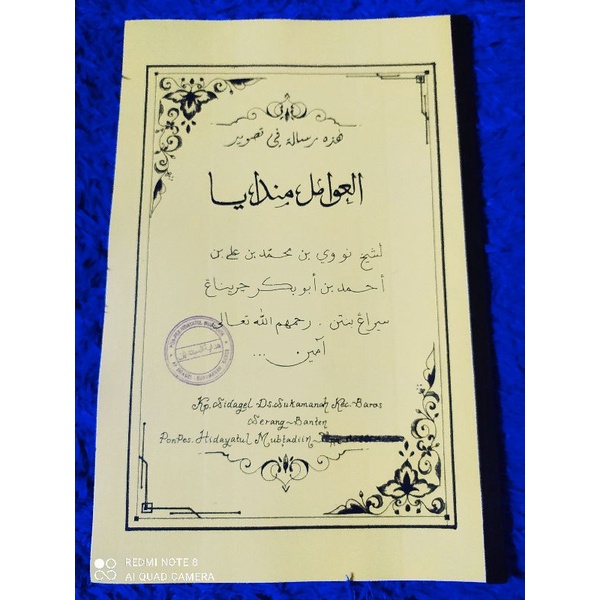 هذه رسالة في تصوير
العوامل مندايا
لشيخ نووي بن محمد بن علي بن
أحمد بن أبو بكر جريناغ
سيراغ بنتن . رحمهم الله تعالى
آمين ...
Kp. Sidagel Ds. Sukamanah Kec. Baros
Serang~Banten
PonPes. Hidayatul Mubtadiin~
REDMI NOTE 8
AI QUAD CAMERA